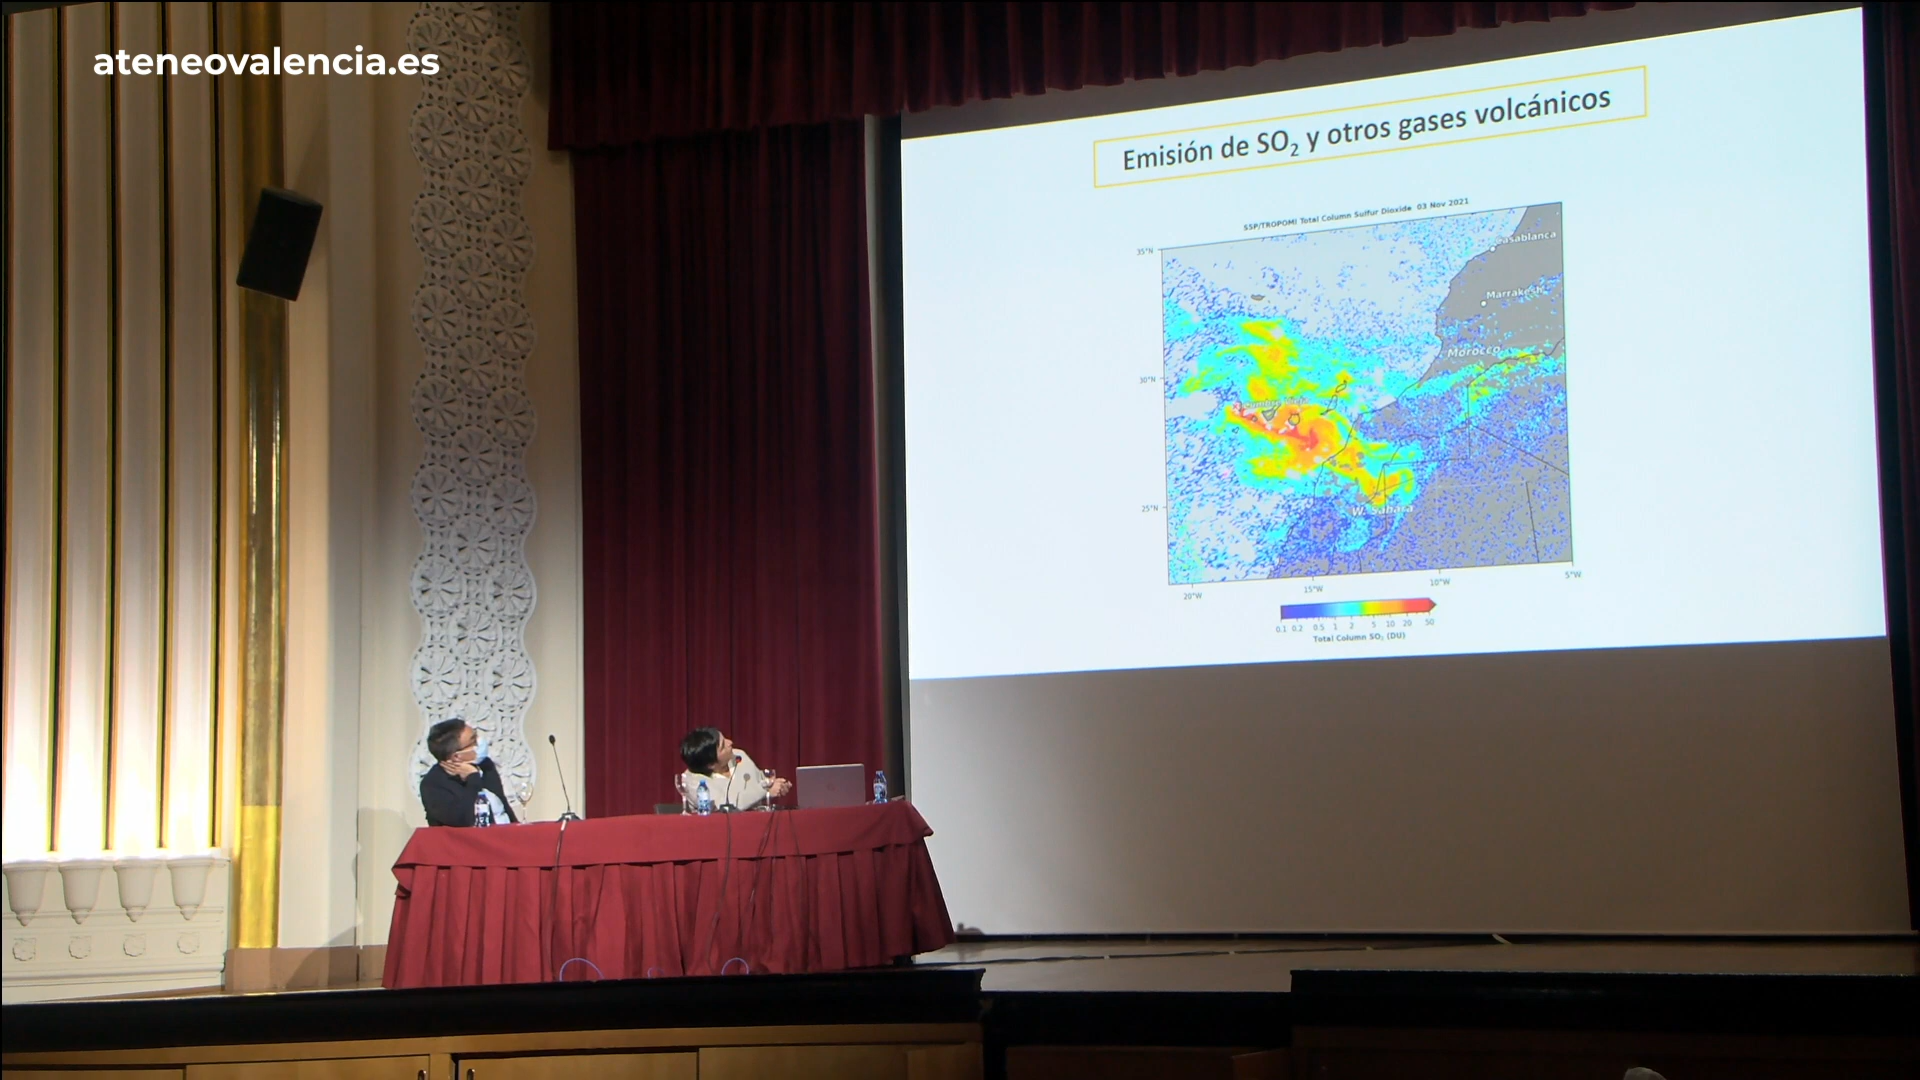 ateneovalencia.es
Emisión de SO2 y otros gases volcánicos
S5P/TROPOMI Total Column Sulfur Dioxide 03 Nov 2021
35°N
Casablanca
Marrakesh
Morocco
30°N
25°N
W. Sahara
20°W
15°W
10°W
5°W
0.1 0.2 0.5 1 2 5 10 20 50
Total Column SO2 (DU)